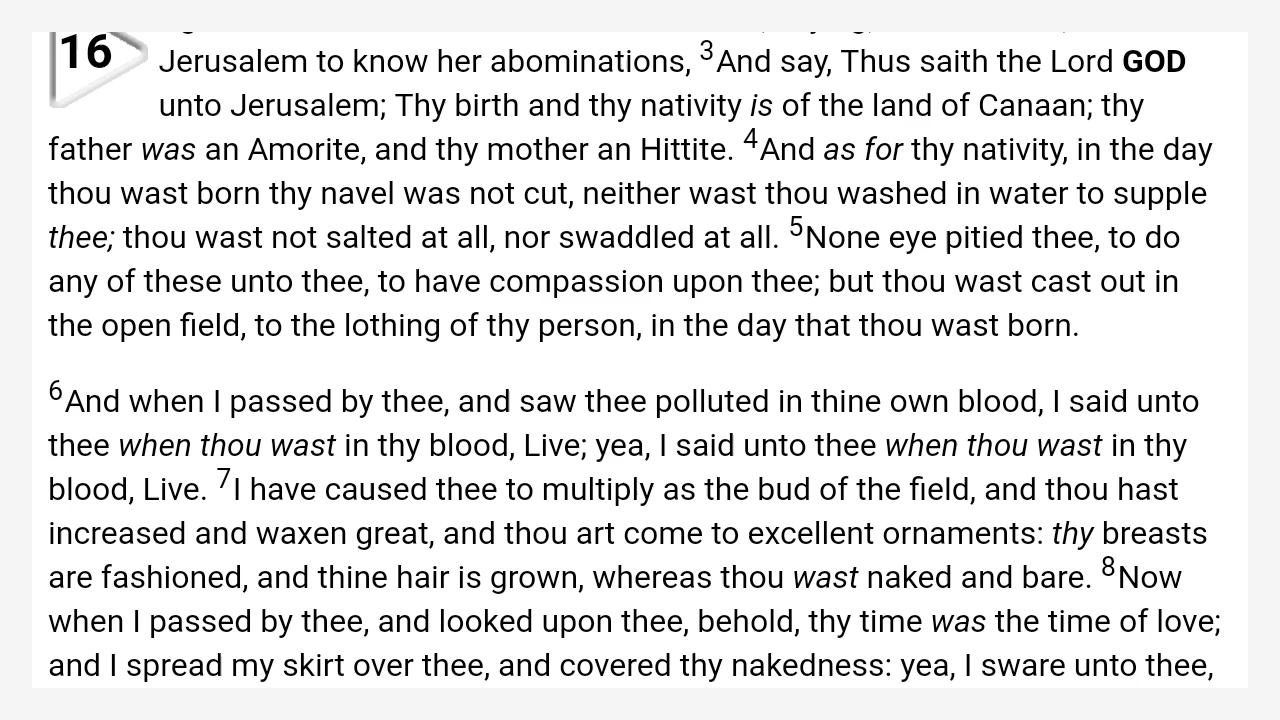 16
Jerusalem to know her abominations, 3And say, Thus saith the Lord GOD
unto Jerusalem; Thy birth and thy nativity is of the land of Canaan; thy
father was an Amorite, and thy mother an Hittite. 4And as for thy nativity, in the day
thou wast born thy navel was not cut, neither wast thou washed in water to supple
thee; thou wast not salted at all, nor swaddled at all. 5None eye pitied thee, to do
any of these unto thee, to have compassion upon thee; but thou wast cast out in
the open field, to the lothing of thy person, in the day that thou wast born.
6And when I passed by thee, and saw thee polluted in thine own blood, I said unto
thee when thou wast in thy blood, Live; yea, I said unto thee when thou wast in thy
blood, Live. 7I have caused thee to multiply as the bud of the field, and thou hast
increased and waxen great, and thou art come to excellent ornaments: thy breasts
are fashioned, and thine hair is grown, whereas thou wast naked and bare. 8Now
when I passed by thee, and looked upon thee, behold, thy time was the time of love;
and I spread my skirt over thee, and covered thy nakedness: yea, I sware unto thee,